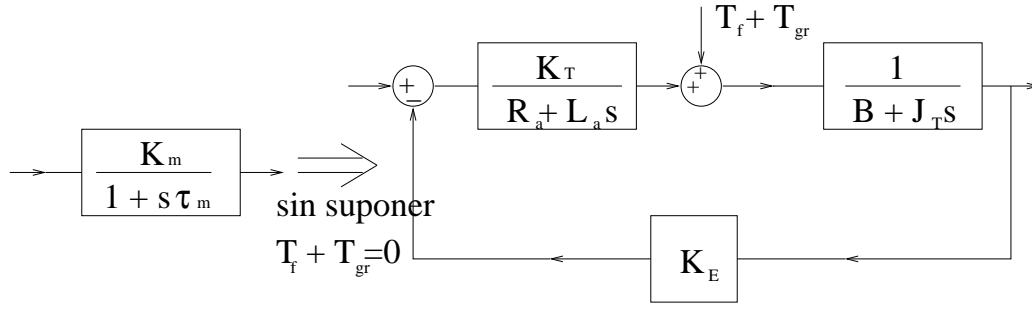 T_f + T_gr
K_T
R_a + L_a s
+
−
+
+
1
B + J_T s
K_m
1 + s τ_m
sin suponer
T_f + T_gr=0
K_E